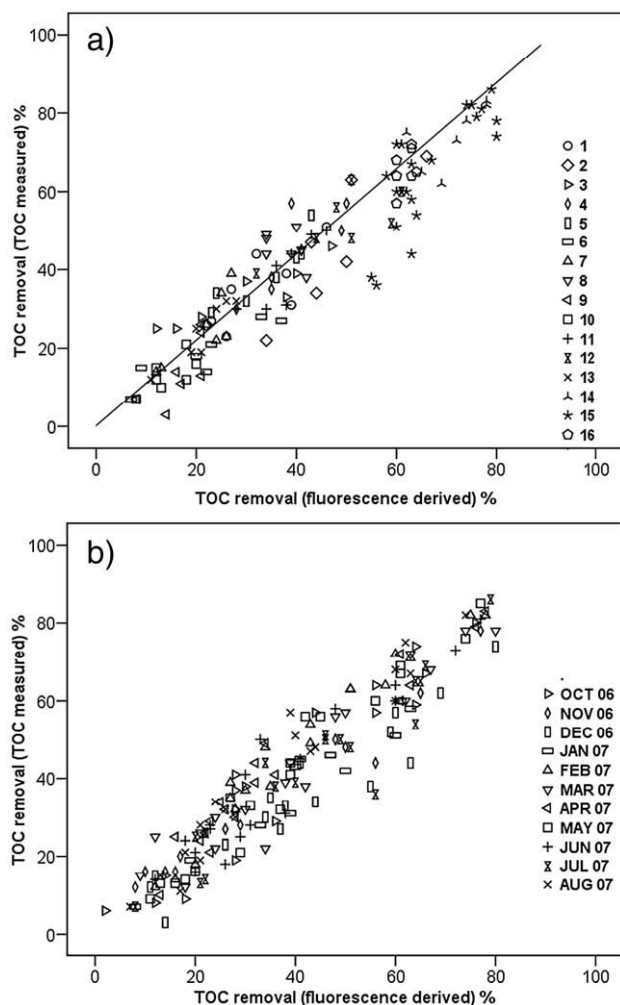 a)
TOC removal (TOC measured) %
100
80
60
40
20
0
0 20 40 60 80 100
TOC removal (fluorescence derived) %
1
2
3
4
5
6
7
8
9
10
11
12
13
14
15
16
b)
TOC removal (TOC measured) %
100
80
60
40
20
0
0 20 40 60 80 100
TOC removal (fluorescence derived) %
OCT 06
NOV 06
DEC 06
JAN 07
FEB 07
MAR 07
APR 07
MAY 07
JUN 07
JUL 07
AUG 07